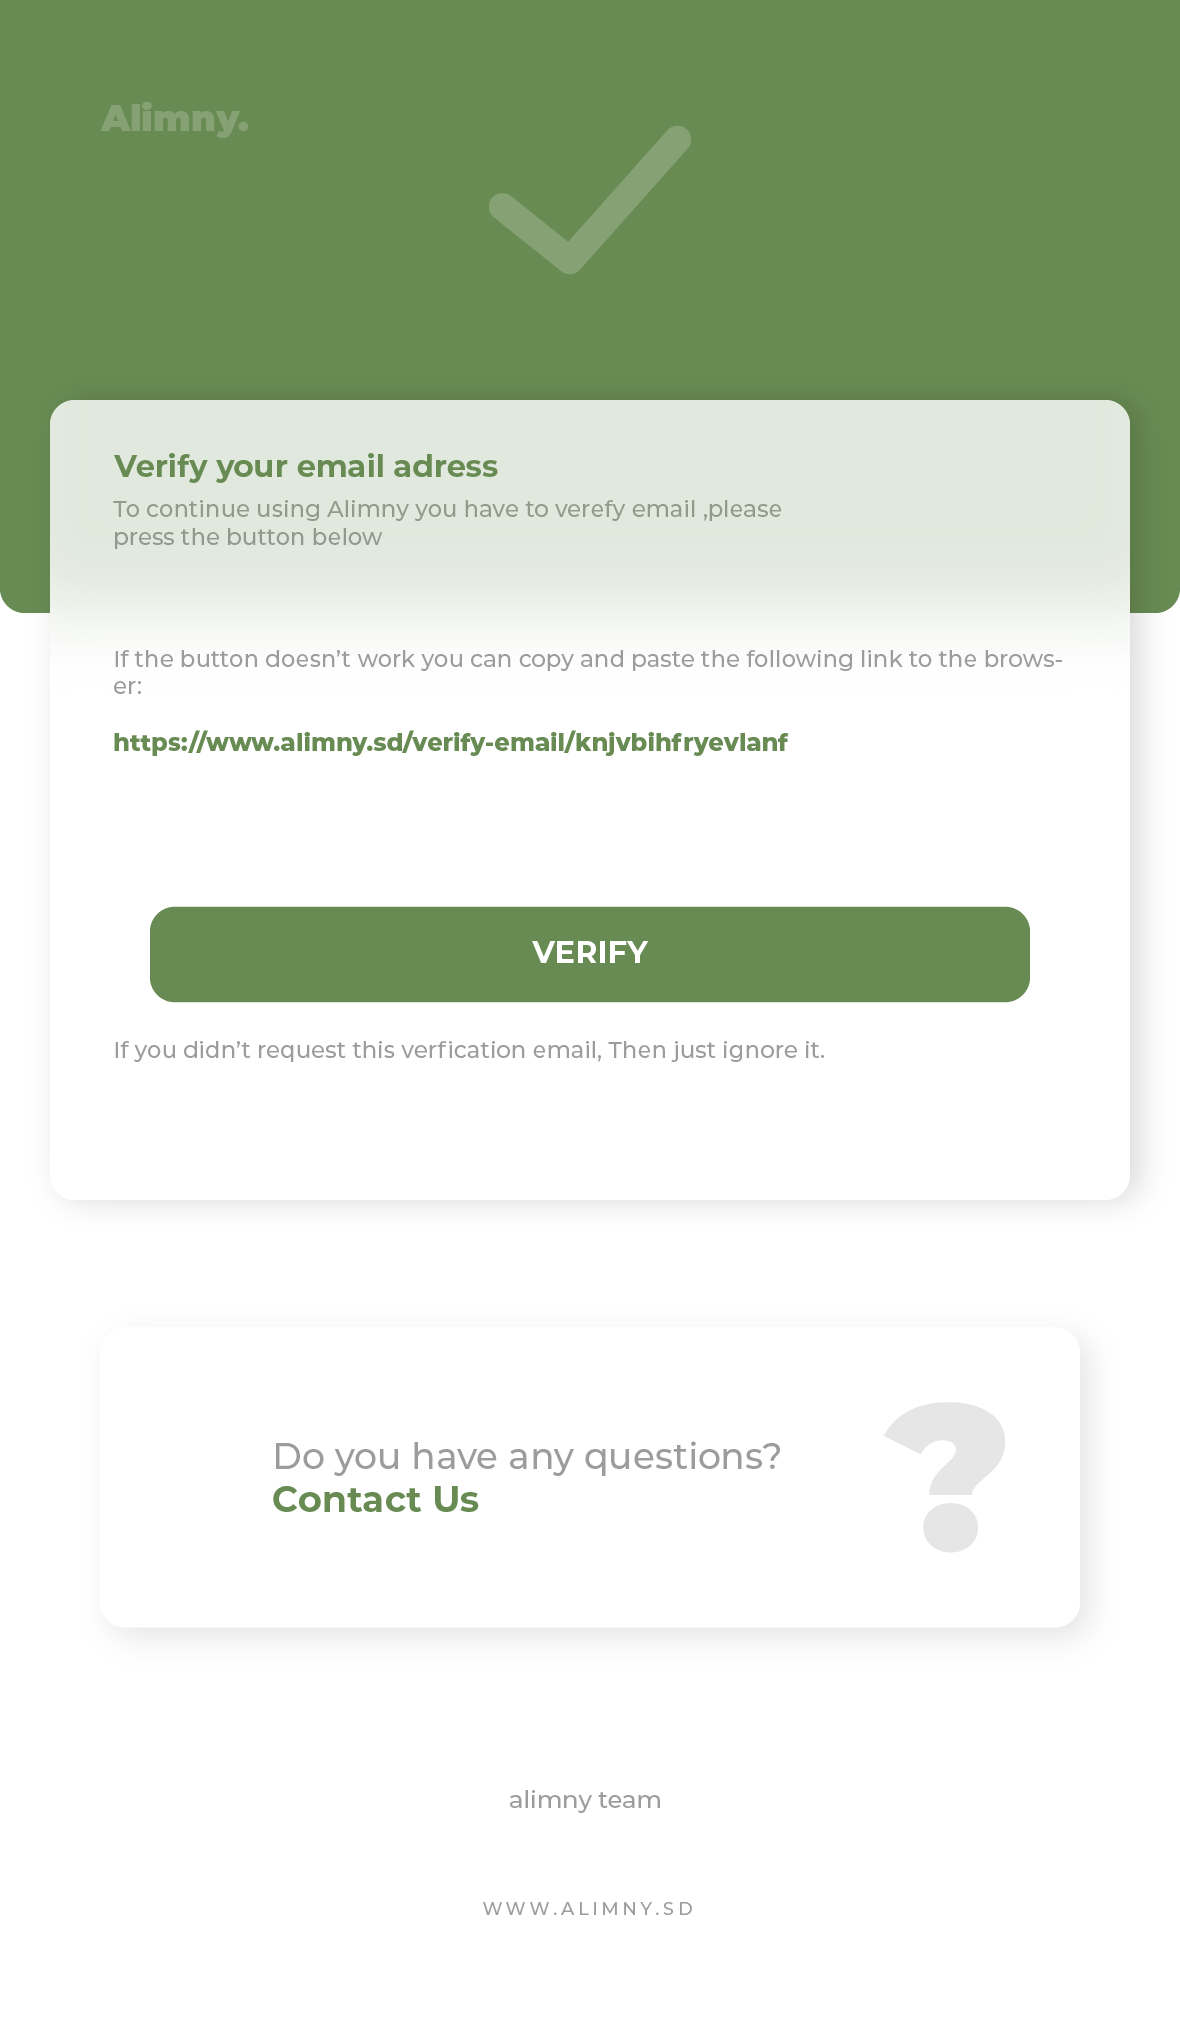 Alimny.
Verify your email adress
To continue using Alimny you have to verefy email ,please
press the button below
If the button doesn’t work you can copy and paste the following link to the brows-
er:
https://www.alimny.sd/verify-email/knjvbihfryevlanf
VERIFY
If you didn’t request this verfication email, Then just ignore it.
Do you have any questions?
Contact Us
?
alimny team
WWW.ALIMNY.SD